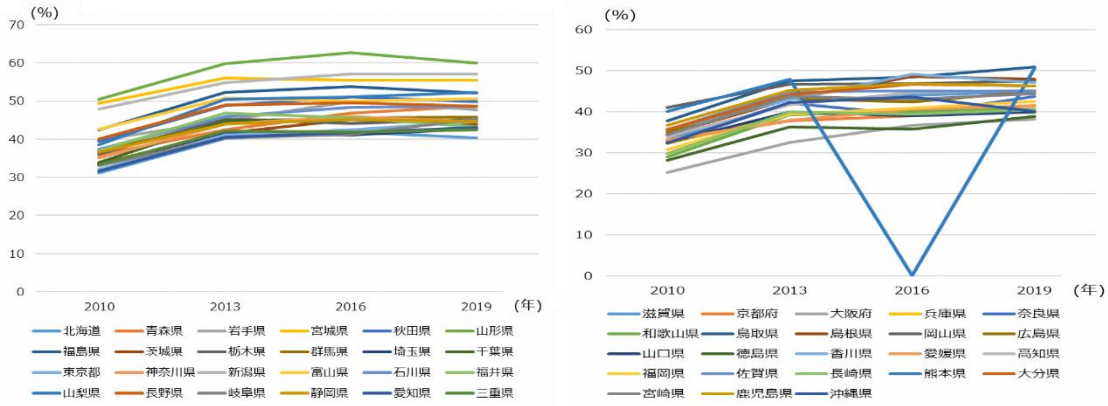 (%)
70
60
50
40
30
20
10
0
2010 2013 2016 2019 (年)
北海道 青森県 岩手県 宮城県 秋田県 山形県
福島県 茨城県 栃木県 群馬県 埼玉県 千葉県
東京都 神奈川県 新潟県 富山県 石川県 福井県
山梨県 長野県 岐阜県 静岡県 愛知県 三重県
(%)
60
50
40
30
20
10
0
2010 2013 2016 2019 (年)
滋賀県 京都府 大阪府 兵庫県 奈良県
和歌山県 鳥取県 島根県 岡山県 広島県
山口県 徳島県 香川県 愛媛県 高知県
福岡県 佐賀県 長崎県 熊本県 大分県
宮崎県 鹿児島県 沖縄県